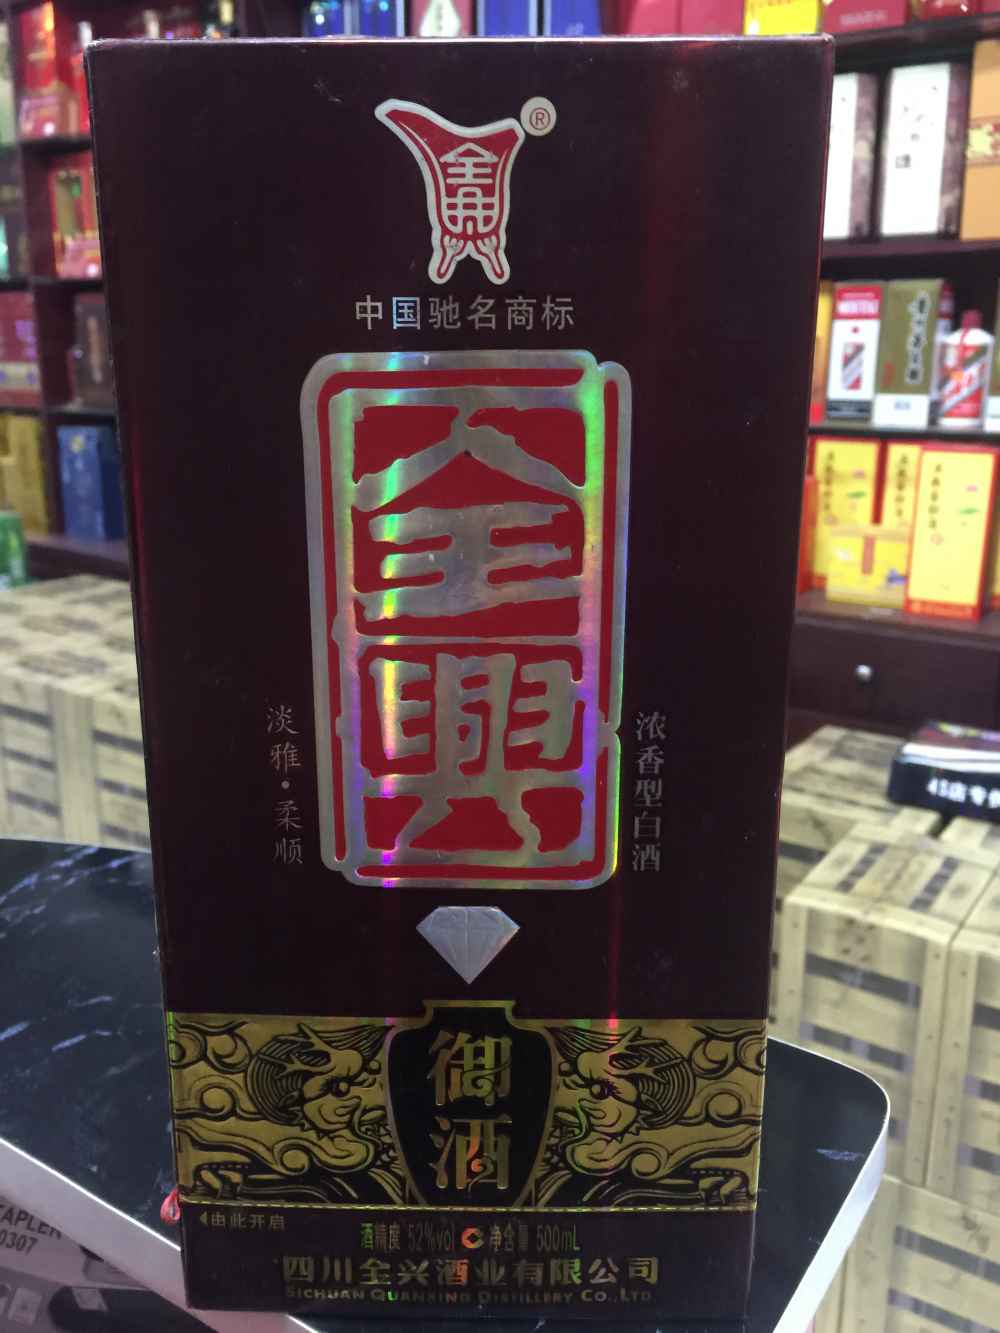 全興
®
中国驰名商标
全興
淡雅·柔顺
浓香型白酒
御酒
由此开启
酒精度 52%vol 净含量 500mL
四川全兴酒业有限公司
SICHUAN QUANXING DISTILLERY CO.,LTD.
TAPLER
0307